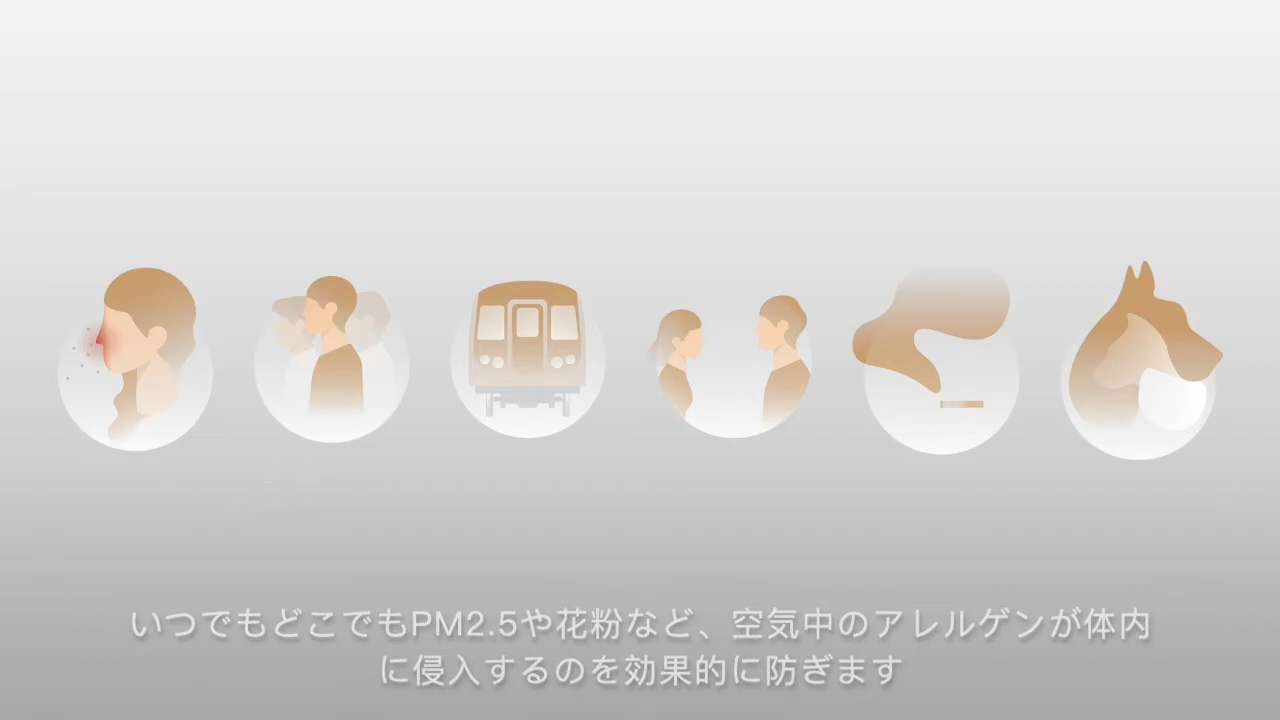 いつでもどこでもPM2.5や花粉など、空気中のアレルゲンが体内
に侵入するのを効果的に防ぎます